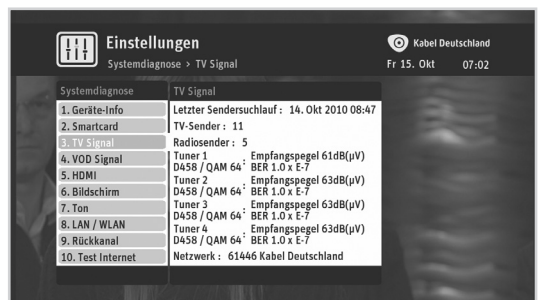 Einstellungen
Systemdiagnose > TV Signal
Kabel Deutschland
Fr 15. Okt 07:02
Systemdiagnose
1. Geräte-Info
2. Smartcard
3. TV Signal
4. VOD Signal
5. HDMI
6. Bildschirm
7. Ton
8. LAN / WLAN
9. Rückkanal
10. Test Internet
TV Signal
Letzter Sendersuchlauf : 14. Okt 2010 08:47
TV-Sender : 11
Radiosender : 5
Tuner 1 : Empfangspegel 61dB(µV)
D458 / QAM 64 BER 1.0 x E-7
Tuner 2 : Empfangspegel 63dB(µV)
D458 / QAM 64 BER 1.0 x E-7
Tuner 3 : Empfangspegel 63dB(µV)
D458 / QAM 64 BER 1.0 x E-7
Tuner 4 : Empfangspegel 63dB(µV)
D458 / QAM 64 BER 1.0 x E-7
Netzwerk : 61446 Kabel Deutschland